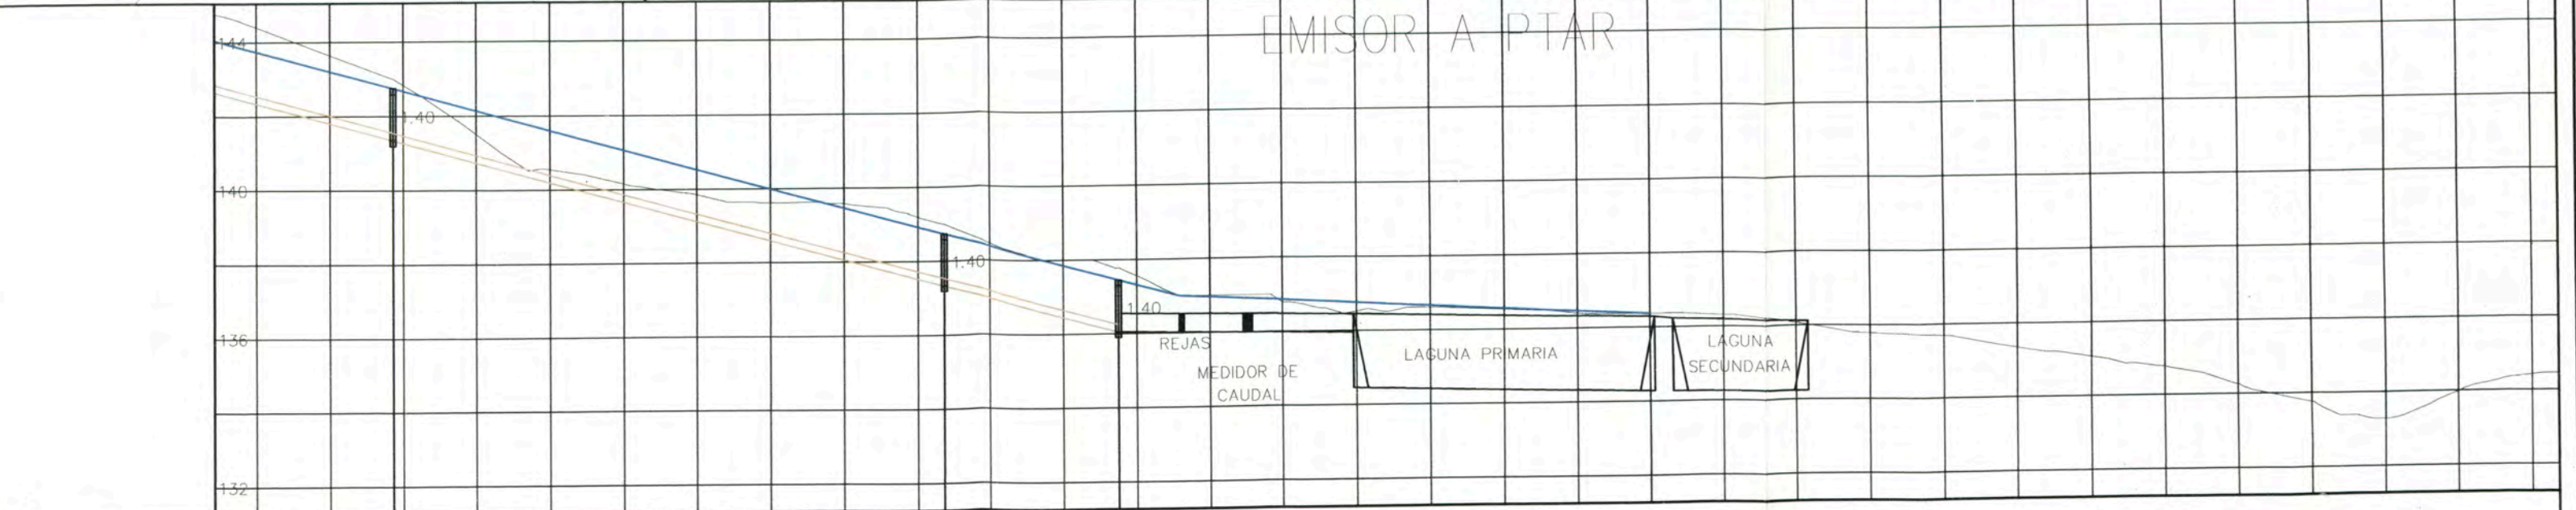 EMISOR A PTAR
144
1.40
140
1.40
1.40
136
REJAS
MEDIDOR DE
CAUDAL
LAGUNA PRIMARIA
LAGUNA
SECUNDARIA
132